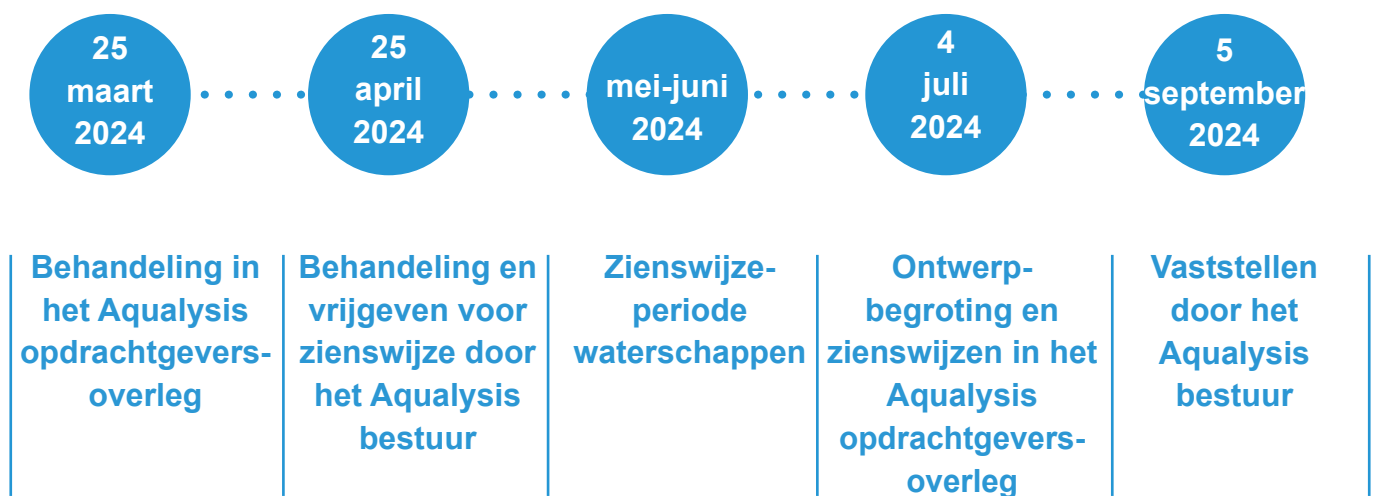 25
maart
2024
25
april
2024
mei-juni
2024
4
juli
2024
5
september
2024
Behandeling in
het Aqualysis
opdrachtgevers-
overleg
Behandeling en
vrijgeven voor
zienswijze door
het Aqualysis
bestuur
Zienswijze-
periode
waterschappen
Ontwerp-
begroting en
zienswijzen in het
Aqualysis
opdrachtgevers-
overleg
Vaststellen
door het
Aqualysis
bestuur